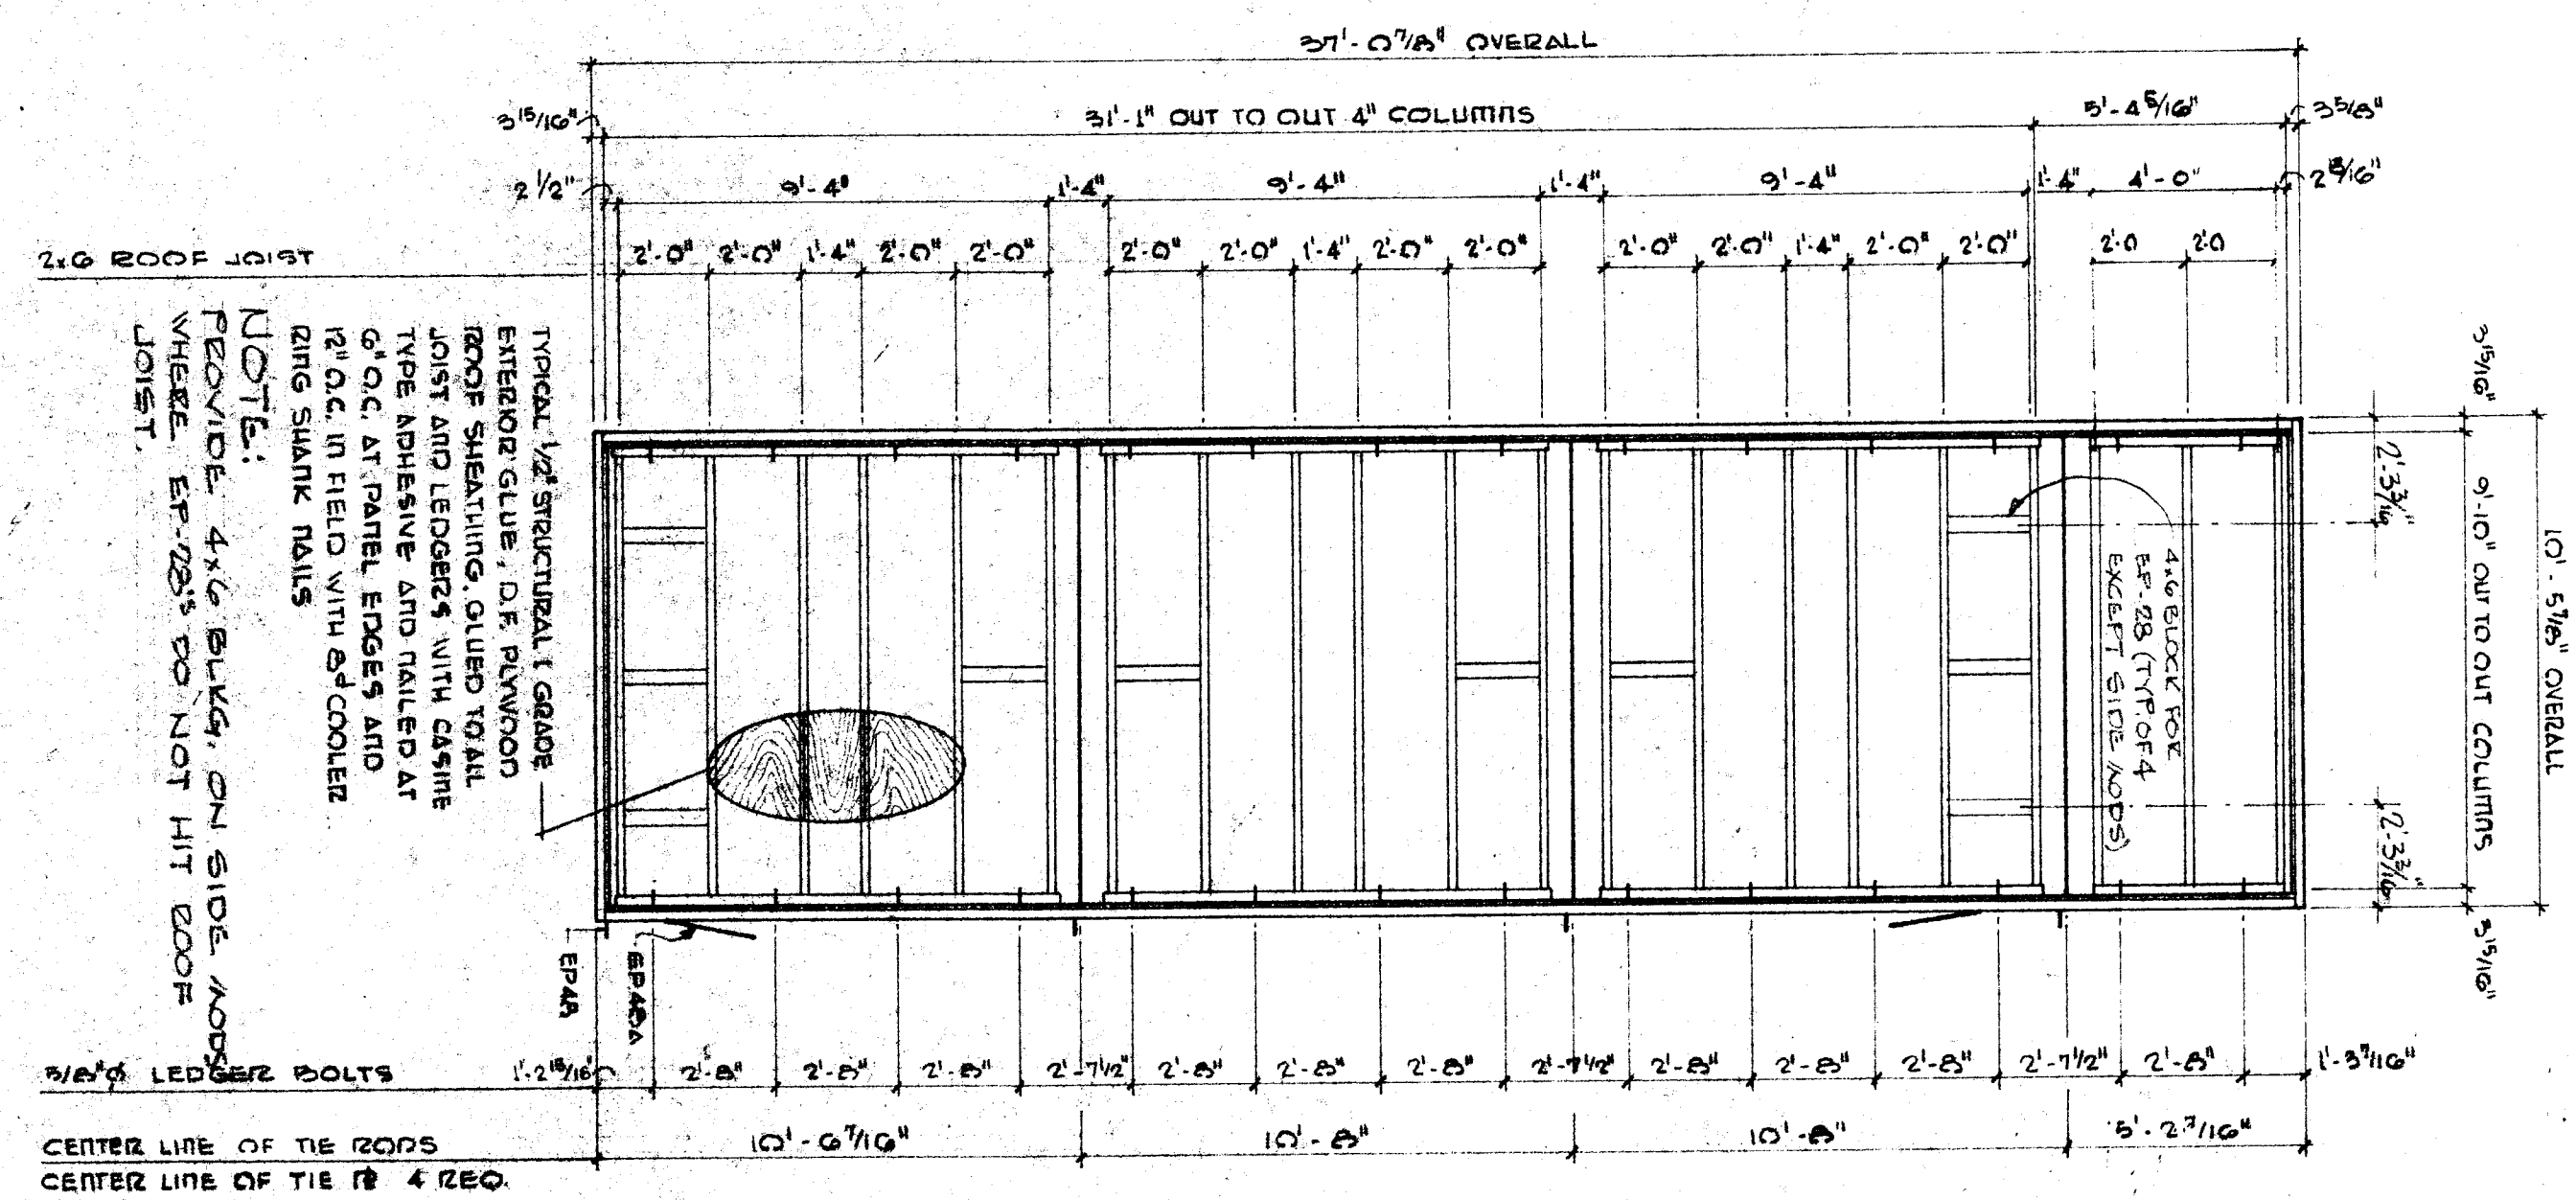 37'-0 7/8" OVERALL
3 15/16" 31'-1" OUT TO OUT 4" COLUMNS 5'-4 5/16" 3 5/8"
2 1/2" 9'-4" 1'-4" 9'-4" 1'-4" 9'-4" 1'-4" 4'-0"
2x6 ROOF JOIST 2'-0" 2'-0" 1'-4" 2'-0" 2'-0" 2'-0" 2'-0" 1'-4" 2'-0" 2'-0" 2'-0" 2'-0" 1'-4" 2'-0" 2'-0" 2'-0 2'-0
TYPICAL 1/2" STRUCTURAL I GRADE
EXTERIOR GLUE, D.F. PLYWOOD
ROOF SHEATHING, GLUED TO ALL
JOIST AND LEDGERS WITH CASINE
TYPE ADHESIVE AND NAILED AT
6" O.C. AT PANEL EDGES AND
12" O.C. IN FIELD WITH 8d COOLER
RING SHANK NAILS
NOTE:
PROVIDE 4x6 BLKG. ON SIDE MODS
WHERE EP-28'S DO NOT HIT ROOF
JOIST.
4x6 BLOCK FOR
EP-28 (TYP. OF 4
EXCEPT SIDE MODS)
3 15/16"
9'-10" OUT TO OUT COLUMNS
3 15/16"
2'-3 3/16"
2'-3 3/16"
10'-5 7/8" OVERALL
EP4B
EP48A
5/8"Ø LEDGER BOLTS 1'-2 15/16" 2'-8" 2'-8" 2'-8" 2'-7 1/2" 2'-8" 2'-8" 2'-8" 2'-7 1/2" 2'-8" 2'-8" 2'-8" 2'-7 1/2" 2'-8" 1'-3 7/16"
CENTER LINE OF TIE RODS 10'-6 7/16" 10'-8" 10'-8" 5'-2 7/16"
CENTER LINE OF TIE 4 REQ.